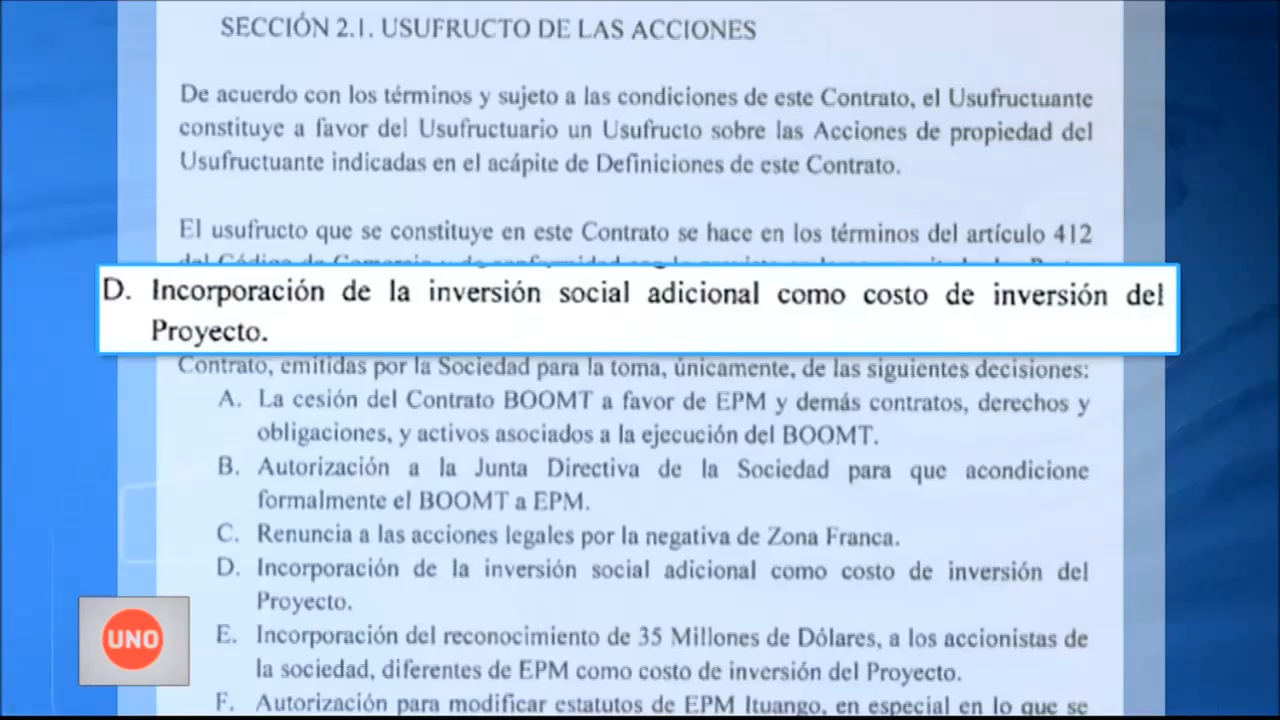 SECCIÓN 2.1. USUFRUCTO DE LAS ACCIONES
De acuerdo con los términos y sujeto a las condiciones de este Contrato, el Usufructuante
constituye a favor del Usufructuario un Usufructo sobre las Acciones de propiedad del
Usufructuante indicadas en el acápite de Definiciones de este Contrato.
El usufructo que se constituye en este Contrato se hace en los términos del artículo 412
D. Incorporación de la inversión social adicional como costo de inversión del
Proyecto.
Contrato, emitidas por la Sociedad para la toma, únicamente, de las siguientes decisiones:
A. La cesión del Contrato BOOMT a favor de EPM y demás contratos, derechos y
obligaciones, y activos asociados a la ejecución del BOOMT.
B. Autorización a la Junta Directiva de la Sociedad para que acondicione
formalmente el BOOMT a EPM.
C. Renuncia a las acciones legales por la negativa de Zona Franca.
D. Incorporación de la inversión social adicional como costo de inversión del
Proyecto.
E. Incorporación del reconocimiento de 35 Millones de Dólares, a los accionistas de
la sociedad, diferentes de EPM como costo de inversión del Proyecto.
F. Autorización para modificar estatutos de EPM Ituango, en especial en lo que se
UNO